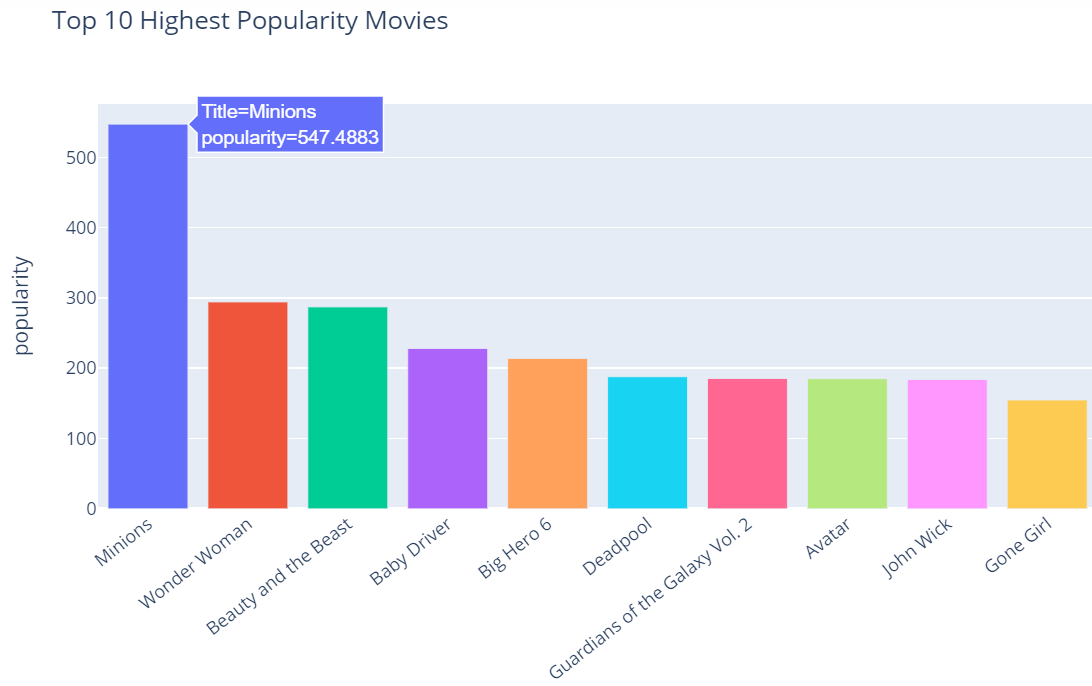 Top 10 Highest Popularity Movies
Title=Minions
popularity=547.4883
popularity
500
400
300
200
100
0
Minions
Wonder Woman
Beauty and the Beast
Baby Driver
Big Hero 6
Deadpool
Guardians of the Galaxy Vol. 2
Avatar
John Wick
Gone Girl